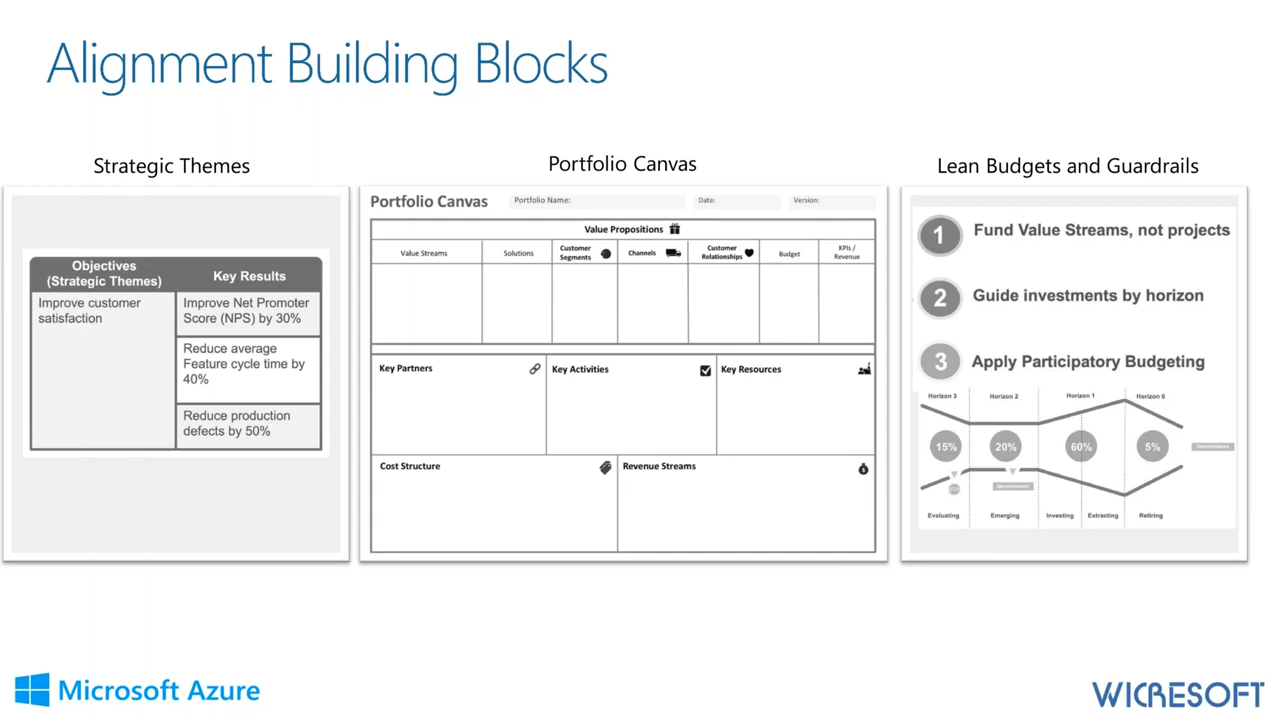 Alignment Building Blocks
Strategic Themes
Objectives
(Strategic Themes)
Key Results
Improve customer
satisfaction
Improve Net Promoter
Score (NPS) by 30%
Reduce average
Feature cycle time by
40%
Reduce production
defects by 50%
Portfolio Canvas
Portfolio Canvas
Portfolio Name:
Date:
Version:
Value Propositions
Value Streams
Solutions
Customer
Segments
Channels
Customer
Relationships
Budget
KPIs /
Revenue
Key Partners
Key Activities
Key Resources
Cost Structure
Revenue Streams
Lean Budgets and Guardrails
1 Fund Value Streams, not projects
2 Guide investments by horizon
3 Apply Participatory Budgeting
Horizon 3 Horizon 2 Horizon 1 Horizon 0
15% 20% 60% 5%
Evaluating Emerging Investing Extracting Retiring
Microsoft Azure
WICRESOFT